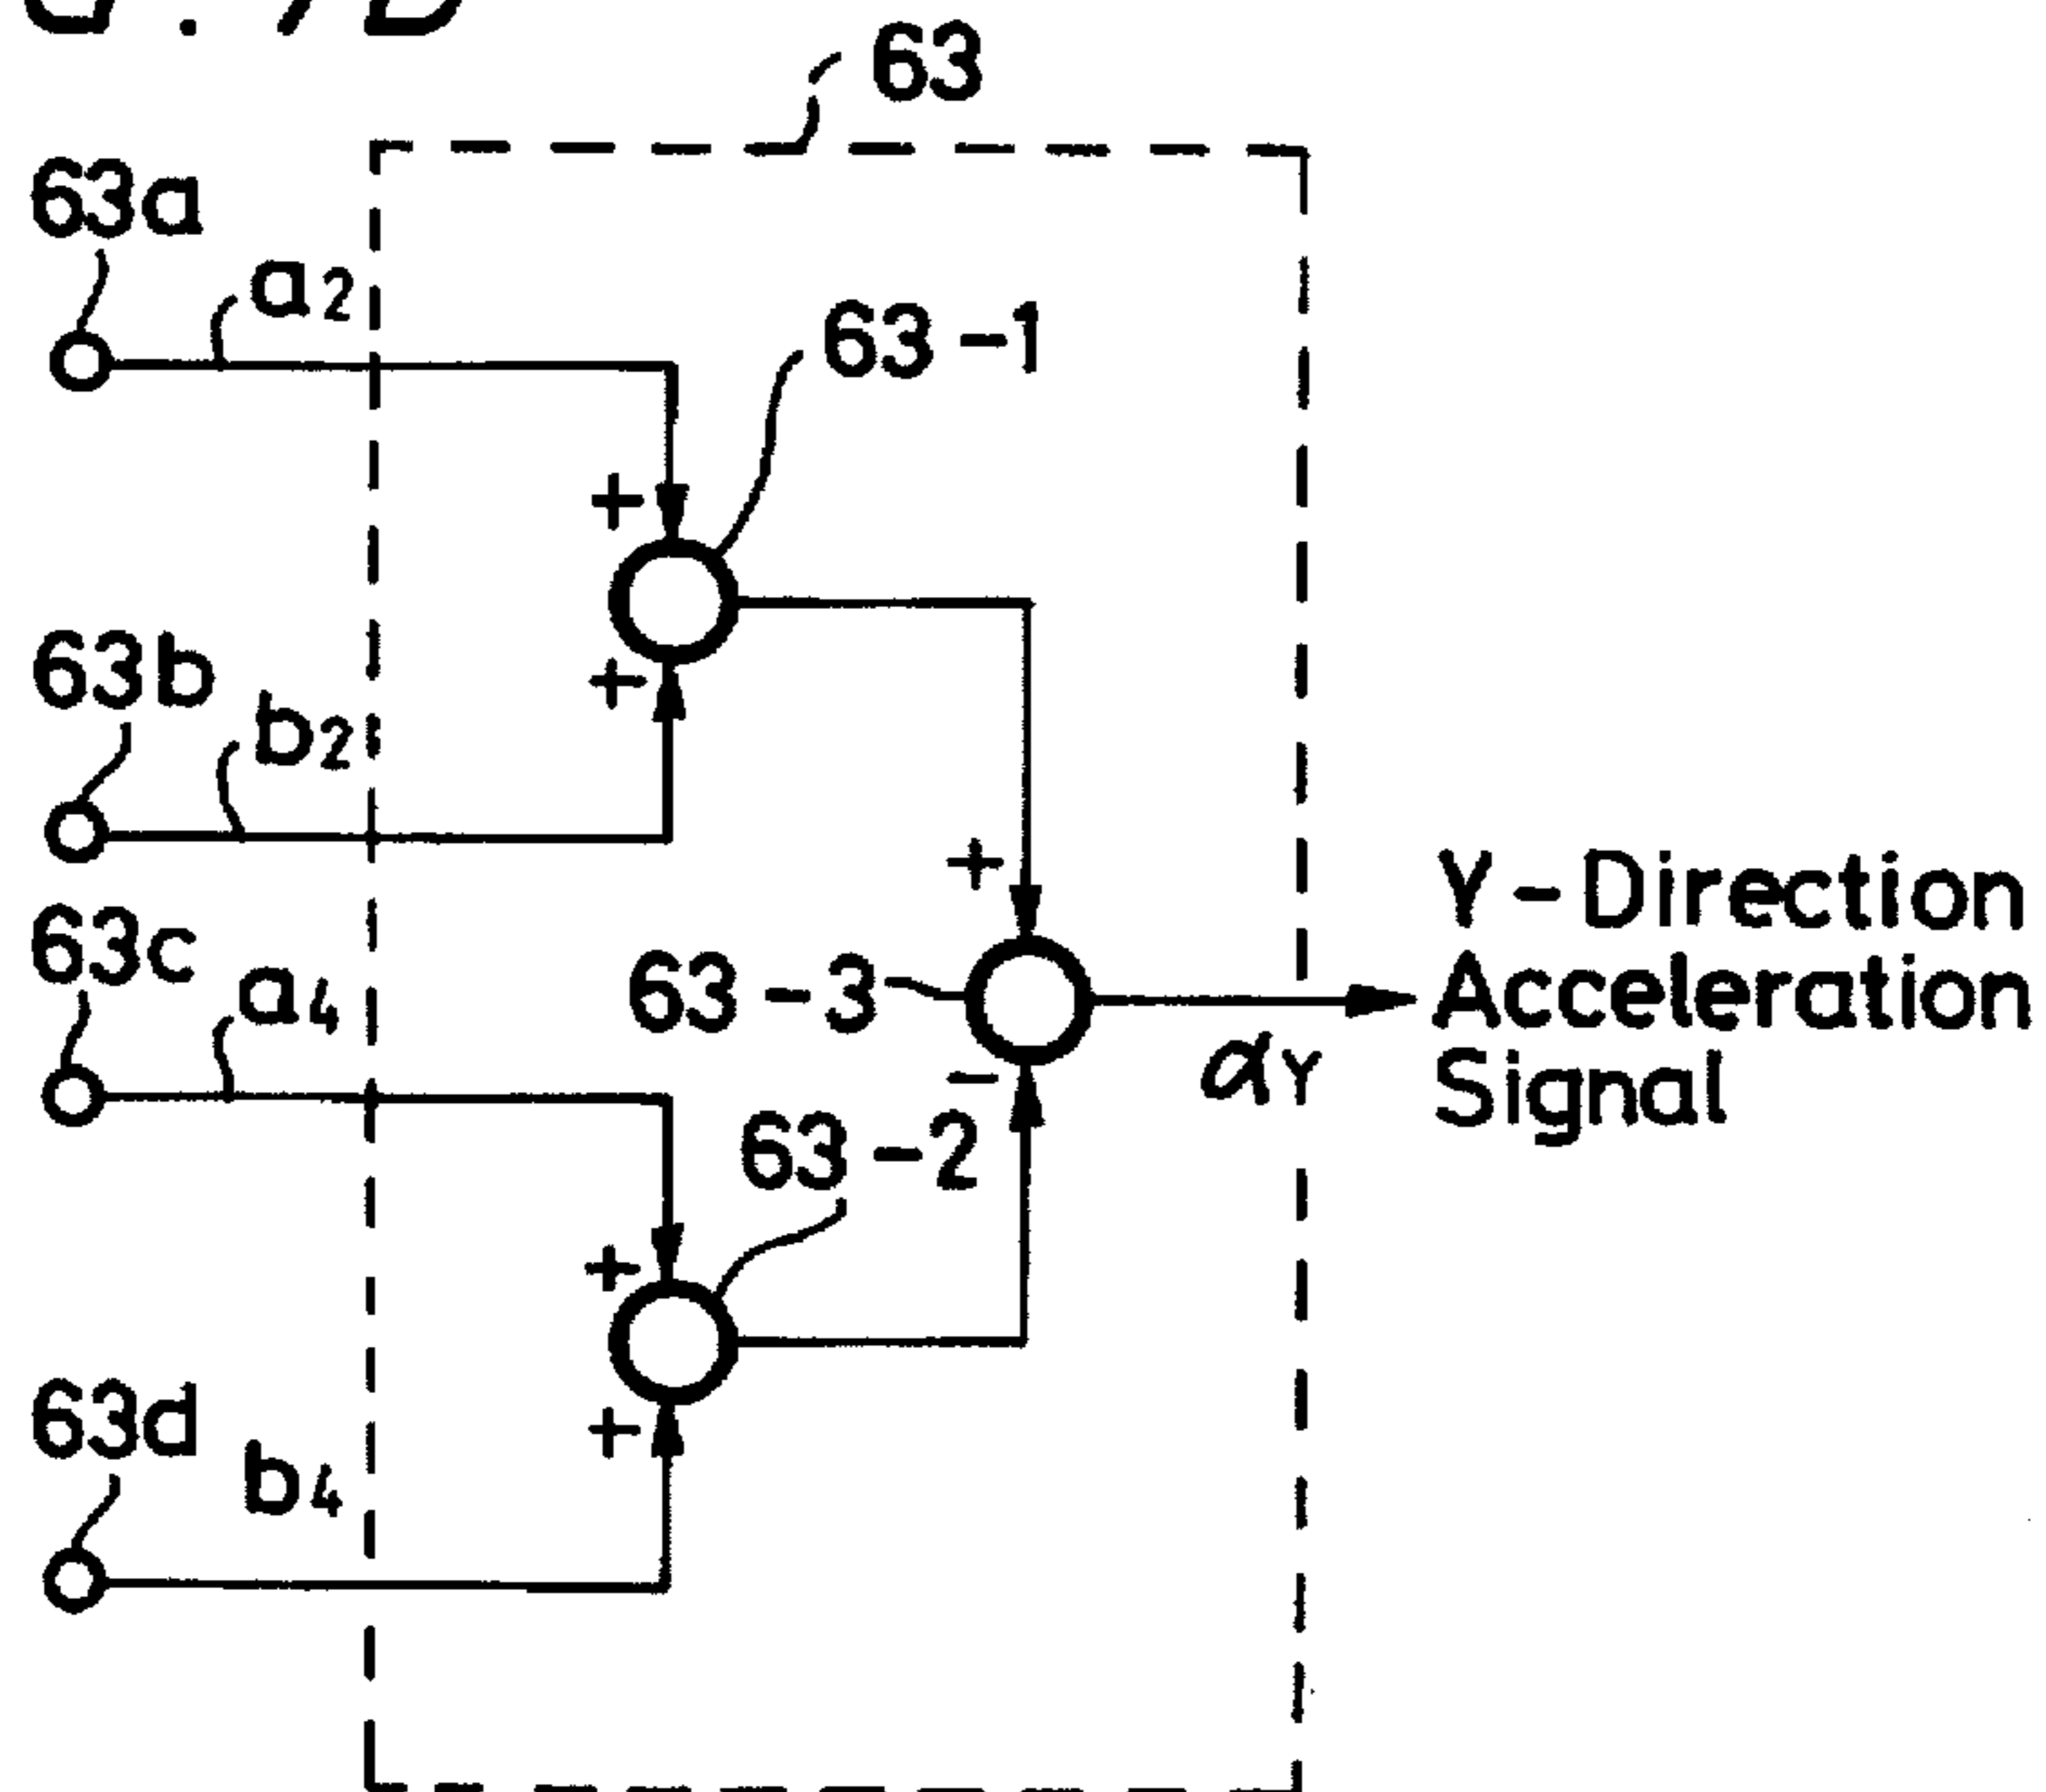 63
63a
a2
63-1
+
63b
b2
+
+
Y-Direction
Acceleration
Signal
63c
a4
63-3
αY
-
63-2
+
63d
b4
+